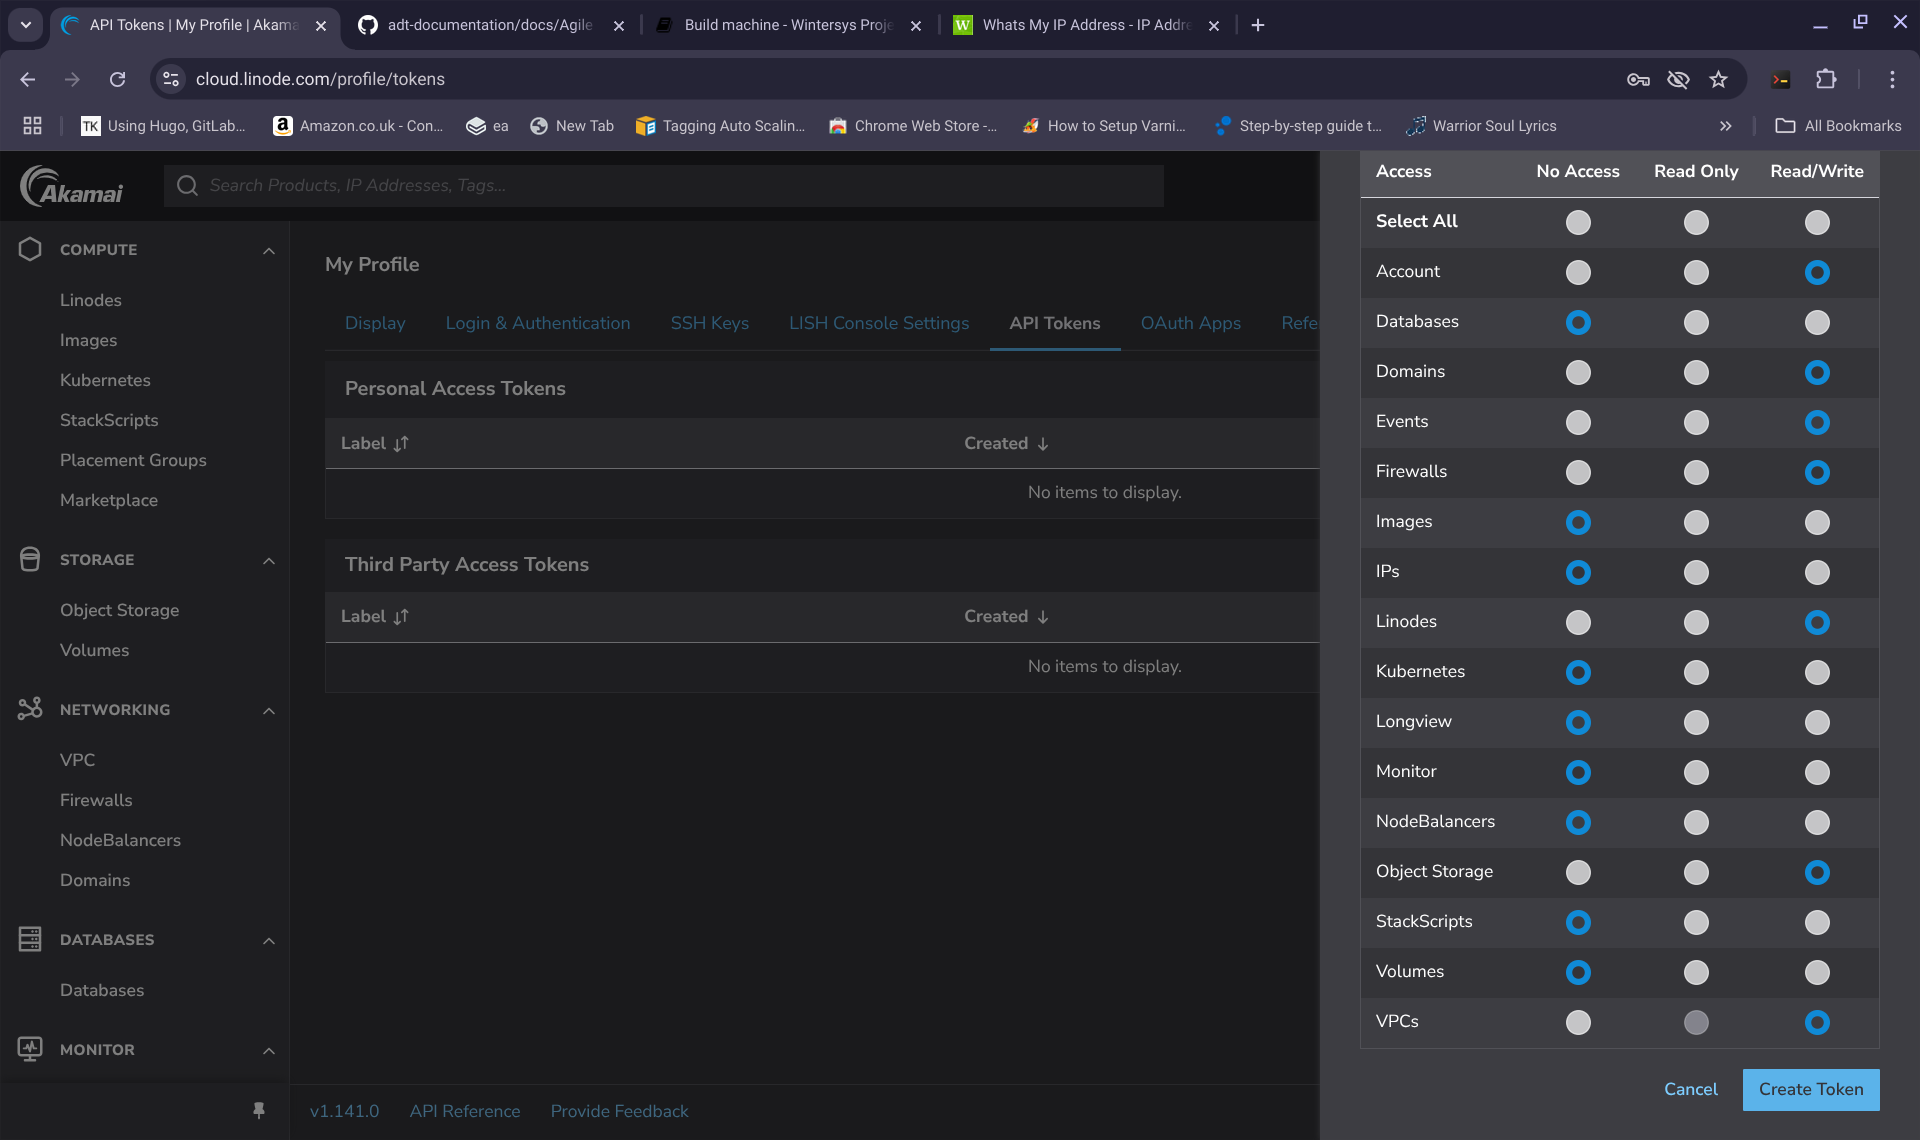 API Tokens | My Profile | Akama
adt-documentation/docs/Agile
Build machine - Wintersys Proje
Whats My IP Address - IP Addre
cloud.linode.com/profile/tokens
TK Using Hugo, GitLab...
Amazon.co.uk - Con...
ea
New Tab
Tagging Auto Scalin...
Chrome Web Store -...
How to Setup Varni...
Step-by-step guide t...
Warrior Soul Lyrics
All Bookmarks
Akamai
Search Products, IP Addresses, Tags...
COMPUTE
Linodes
Images
Kubernetes
StackScripts
Placement Groups
Marketplace
STORAGE
Object Storage
Volumes
NETWORKING
VPC
Firewalls
NodeBalancers
Domains
DATABASES
Databases
MONITOR
My Profile
Display Login & Authentication SSH Keys LISH Console Settings API Tokens OAuth Apps Refe
Personal Access Tokens
Label Created
No items to display.
Third Party Access Tokens
Label Created
No items to display.
v1.141.0 API Reference Provide Feedback
Access No Access Read Only Read/Write
Select All
Account
Databases
Domains
Events
Firewalls
Images
IPs
Linodes
Kubernetes
Longview
Monitor
NodeBalancers
Object Storage
StackScripts
Volumes
VPCs
Cancel Create Token